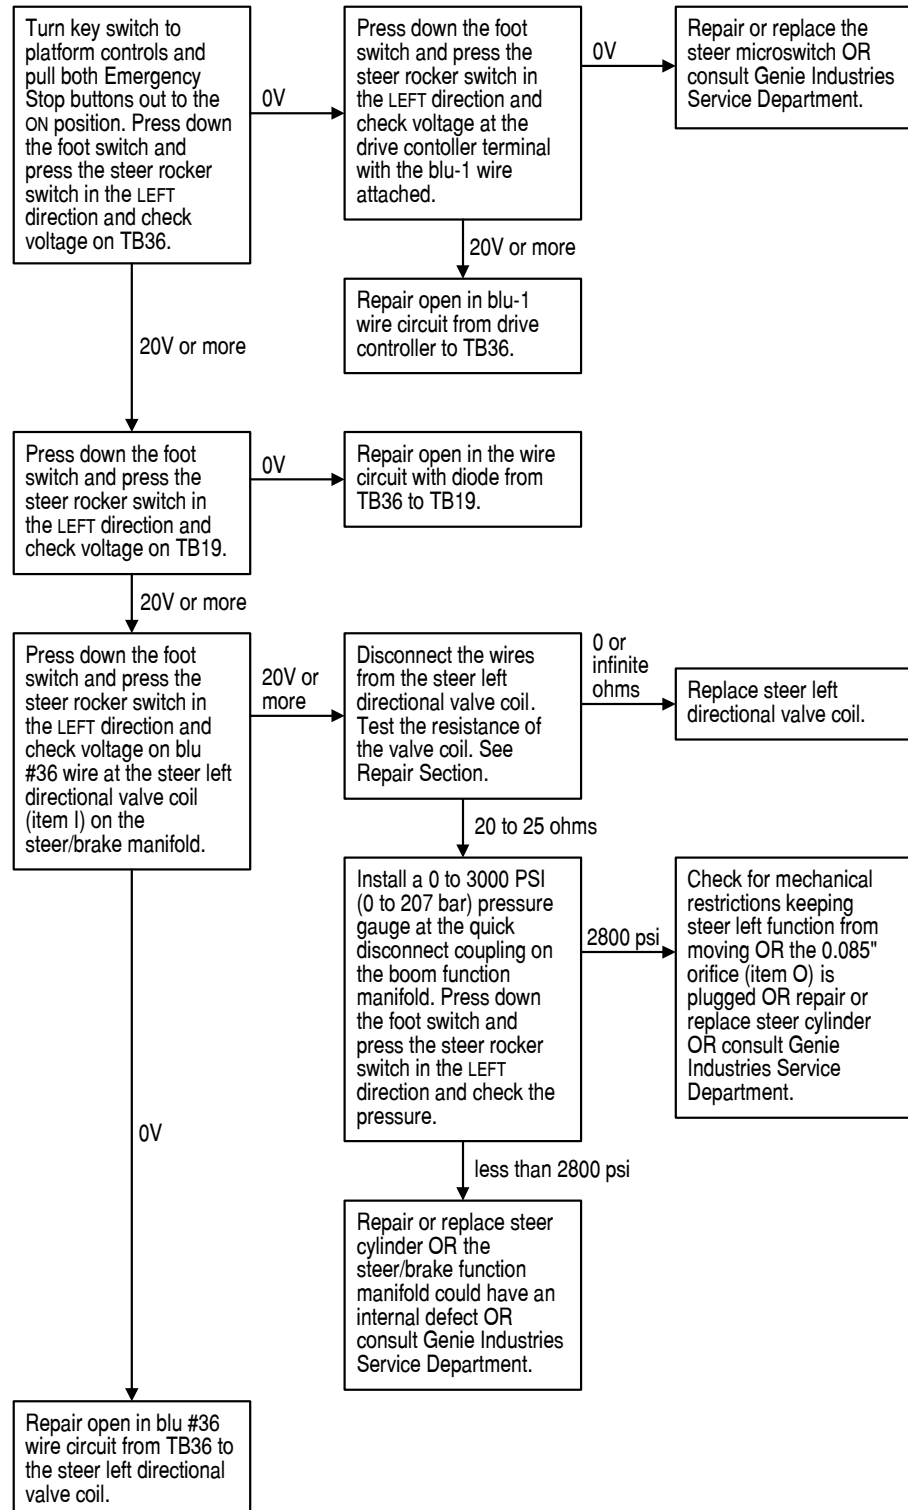 Turn key switch to
platform controls and
pull both Emergency
Stop buttons out to the
ON position. Press down
the foot switch and
press the steer rocker
switch in the LEFT
direction and check
voltage on TB36.
0V
Press down the foot
switch and press the
steer rocker switch in
the LEFT direction and
check voltage at the
drive contoller terminal
with the blu-1 wire
attached.
0V
Repair or replace the
steer microswitch OR
consult Genie Industries
Service Department.
20V or more
Repair open in blu-1
wire circuit from drive
controller to TB36.
20V or more
Press down the foot
switch and press the
steer rocker switch in
the LEFT direction and
check voltage on TB19.
0V
Repair open in the wire
circuit with diode from
TB36 to TB19.
20V or more
Press down the foot
switch and press the
steer rocker switch in
the LEFT direction and
check voltage on blu
#36 wire at the steer left
directional valve coil
(item I) on the
steer/brake manifold.
20V or
more
Disconnect the wires
from the steer left
directional valve coil.
Test the resistance of
the valve coil. See
Repair Section.
0 or
infinite
ohms
Replace steer left
directional valve coil.
20 to 25 ohms
Install a 0 to 3000 PSI
(0 to 207 bar) pressure
gauge at the quick
disconnect coupling on
the boom function
manifold. Press down
the foot switch and
press the steer rocker
switch in the LEFT
direction and check the
pressure.
2800 psi
Check for mechanical
restrictions keeping
steer left function from
moving OR the 0.085"
orifice (item O) is
plugged OR repair or
replace steer cylinder
OR consult Genie
Industries Service
Department.
0V
less than 2800 psi
Repair or replace steer
cylinder OR the
steer/brake function
manifold could have an
internal defect OR
consult Genie Industries
Service Department.
Repair open in blu #36
wire circuit from TB36 to
the steer left directional
valve coil.